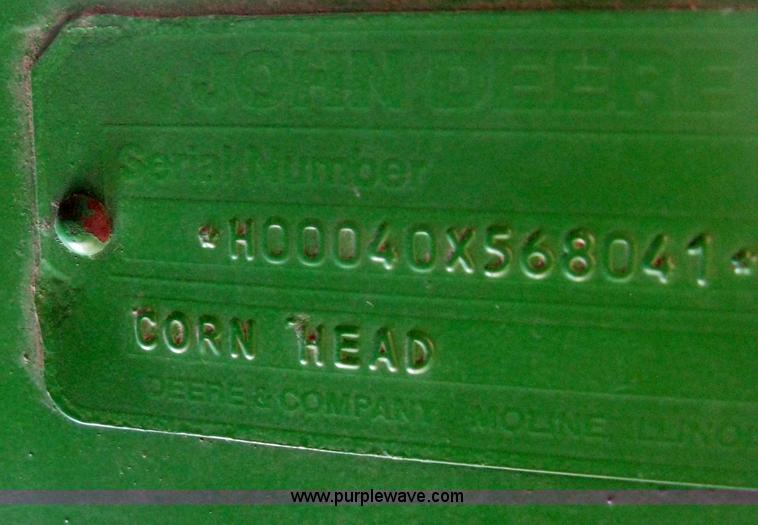 JOHN DEERE
Serial Number
*H00040X568041*
CORN HEAD
DEERE & COMPANY MOLINE ILLINO
www.purplewave.com